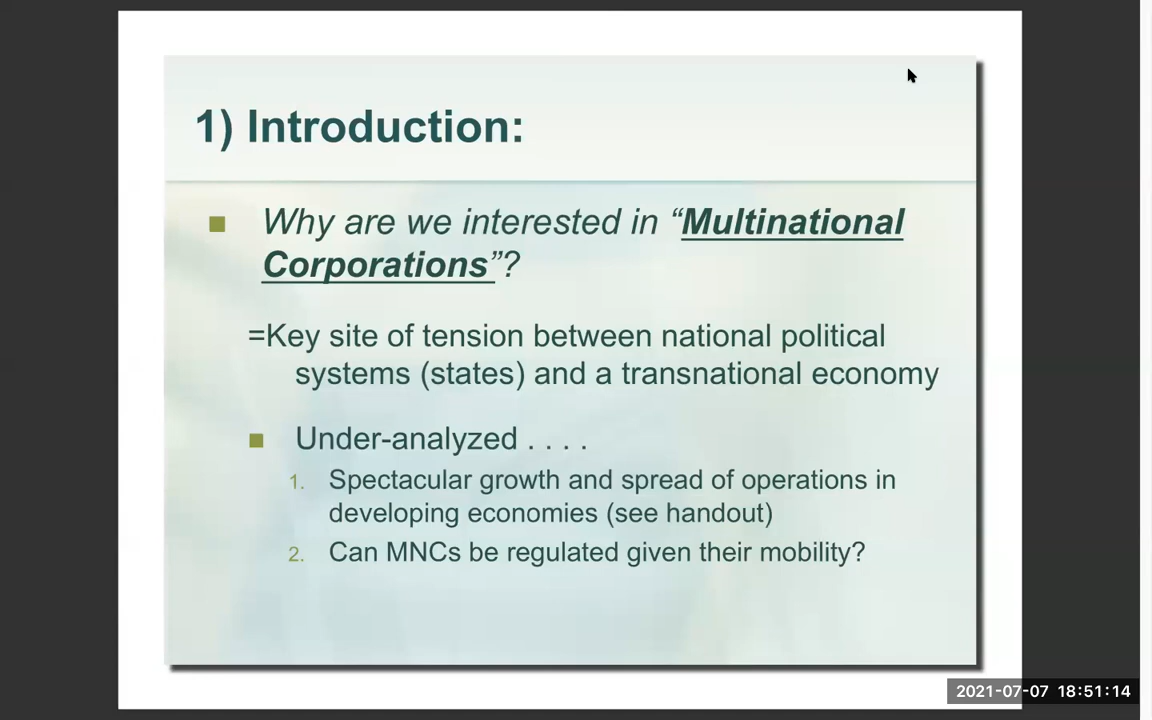 1) Introduction:
Why are we interested in “Multinational
Corporations”?
=Key site of tension between national political
systems (states) and a transnational economy
Under-analyzed . . . .
1. Spectacular growth and spread of operations in
developing economies (see handout)
2. Can MNCs be regulated given their mobility?
2021-07-07 18:51:14